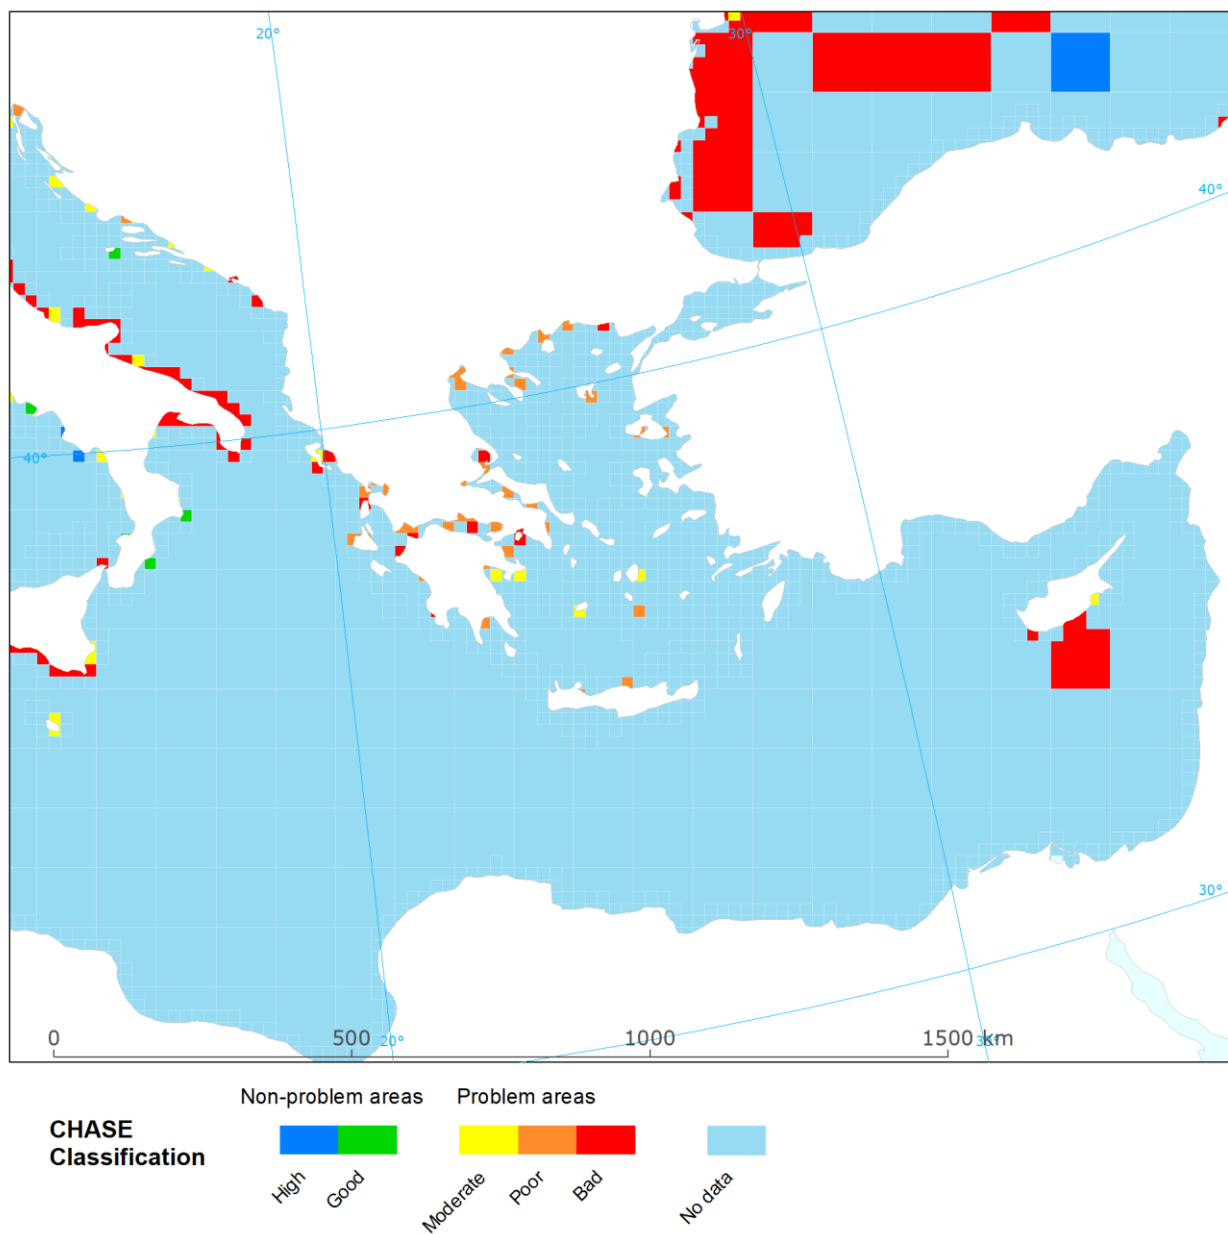 20°
30°
40°
40°
30°
0 500 1000 1500 km
20°
Non-problem areas Problem areas
CHASE
Classification
High Good Moderate Poor Bad No data